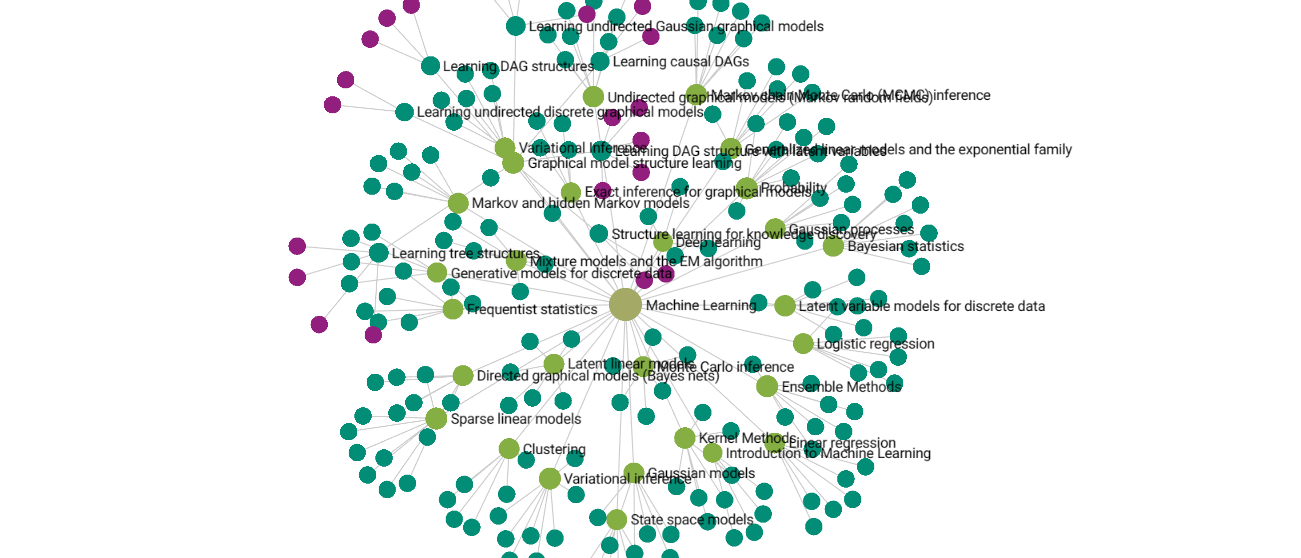 Learning undirected Gaussian graphical models
Learning causal DAGs
Learning DAG structures
Undirected graphical models (Markov random fields)
Markov chain Monte Carlo (MCMC) inference
Learning undirected discrete graphical models
Variational Inference
Learning DAG structure with latent variables
Generalized linear models and the exponential family
Graphical model structure learning
Exact inference for graphical models
Probability
Markov and hidden Markov models
Structure learning for knowledge discovery
Gaussian processes
Deep learning
Bayesian statistics
Learning tree structures
Mixture models and the EM algorithm
Generative models for discrete data
Frequentist statistics
Machine Learning
Latent variable models for discrete data
Logistic regression
Latent linear models
Monte Carlo inference
Directed graphical models (Bayes nets)
Ensemble Methods
Sparse linear models
Kernel Methods
Linear regression
Clustering
Introduction to Machine Learning
Variational inference
Gaussian models
State space models